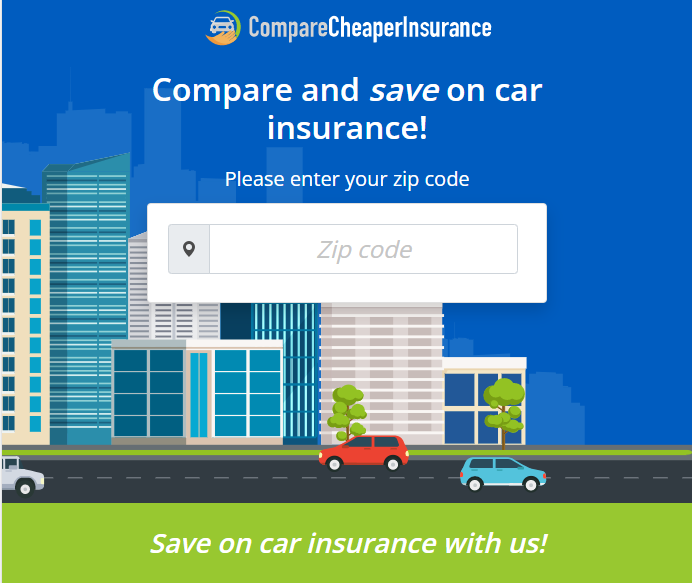 CompareCheaperInsurance
Compare and save on car
insurance!
Please enter your zip code
Zip code
Save on car insurance with us!